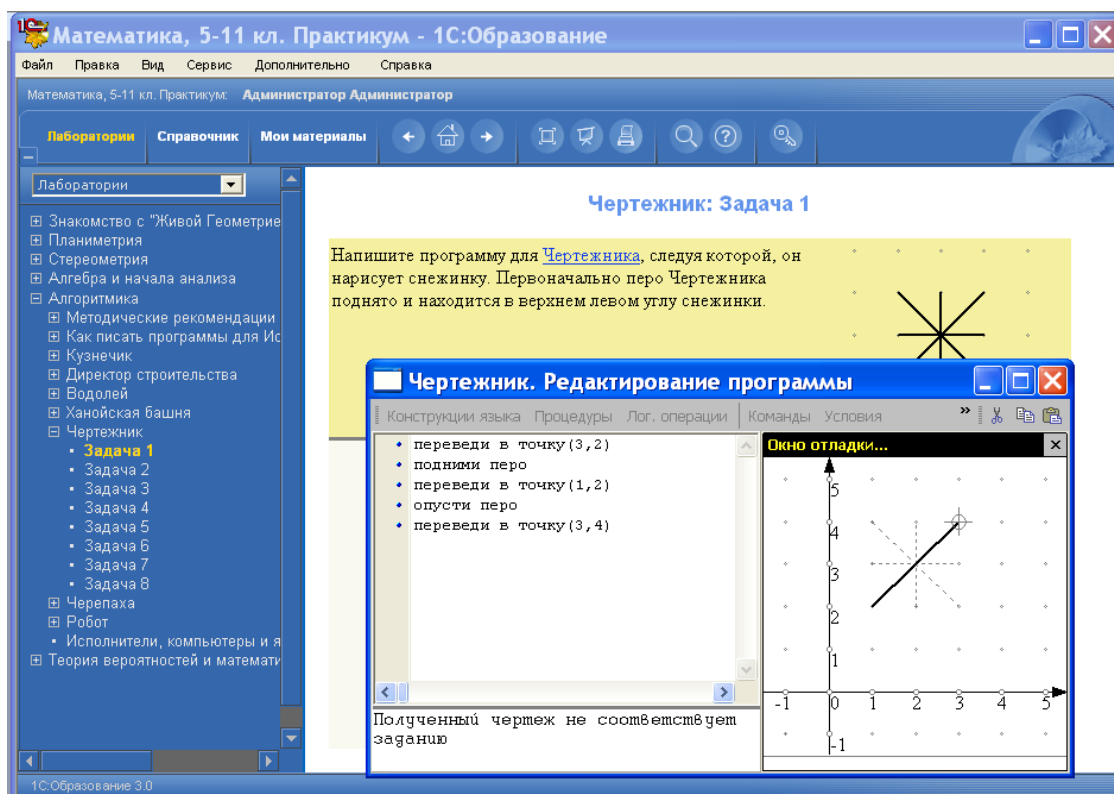 Математика, 5-11 кл. Практикум - 1С:Образование
Файл Правка Вид Сервис Дополнительно Справка
Математика, 5-11 кл. Практикум: Администратор Администратор
Лаборатории Справочник Мои материалы
Лаборатории
Знакомство с "Живой Геометрие
Планиметрия
Стереометрия
Алгебра и начала анализа
Алгоритмика
Методические рекомендации
Как писать программы для Ис
Кузнечик
Директор строительства
Водолей
Ханойская башня
Чертежник
Задача 1
Задача 2
Задача 3
Задача 4
Задача 5
Задача 6
Задача 7
Задача 8
Черепаха
Робот
Исполнители, компьютеры и я
Теория вероятностей и математи
1С:Образование 3.0
Чертежник: Задача 1
Напишите программу для Чертежника, следуя которой, он
нарисует снежинку. Первоначально перо Чертежника
поднято и находится в верхнем левом углу снежинки.
Чертежник. Редактирование программы
Конструкции языка Процедуры Лог. операции Команды Условия »
переведи в точку(3,2)
подними перо
переведи в точку(1,2)
опусти перо
переведи в точку(3,4)
Полученный чертеж не соответствует
заданию
Окно отладки...
5
4
3
2
1
-1 0 1 2 3 4 5
-1